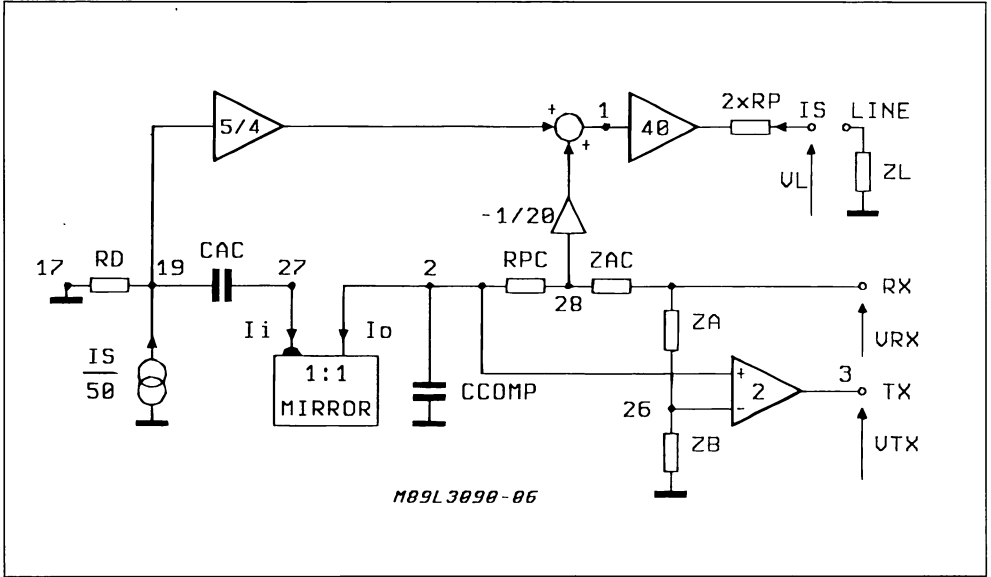 5/4
+
1
+
40
2xRP
IS
LINE
VL
ZL
-1/20
17
RD
19
CAC
27
2
RPC
28
ZAC
RX
VRX
Ii
Io
IS
50
1:1
MIRROR
CCOMP
ZA
26
ZB
+
2
-
3
TX
VTX
M89L3090-06